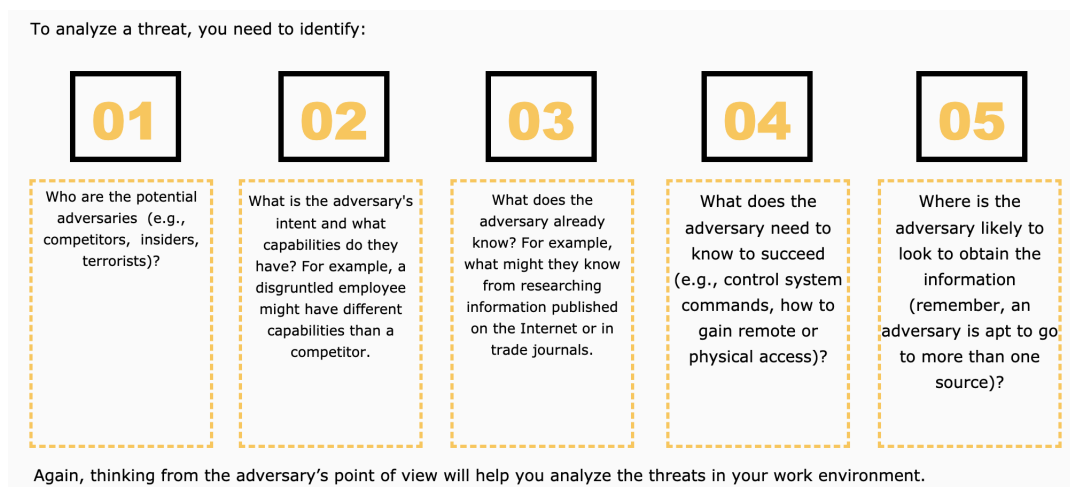 To analyze a threat, you need to identify:
01
02
03
04
05
Who are the potential
adversaries (e.g.,
competitors, insiders,
terrorists)?
What is the adversary's
intent and what
capabilities do they
have? For example, a
disgruntled employee
might have different
capabilities than a
competitor.
What does the
adversary already
know? For example,
what might they know
from researching
information published
on the Internet or in
trade journals.
What does the
adversary need to
know to succeed
(e.g., control system
commands, how to
gain remote or
physical access)?
Where is the
adversary likely to
look to obtain the
information
(remember, an
adversary is apt to go
to more than one
source)?
Again, thinking from the adversary’s point of view will help you analyze the threats in your work environment.